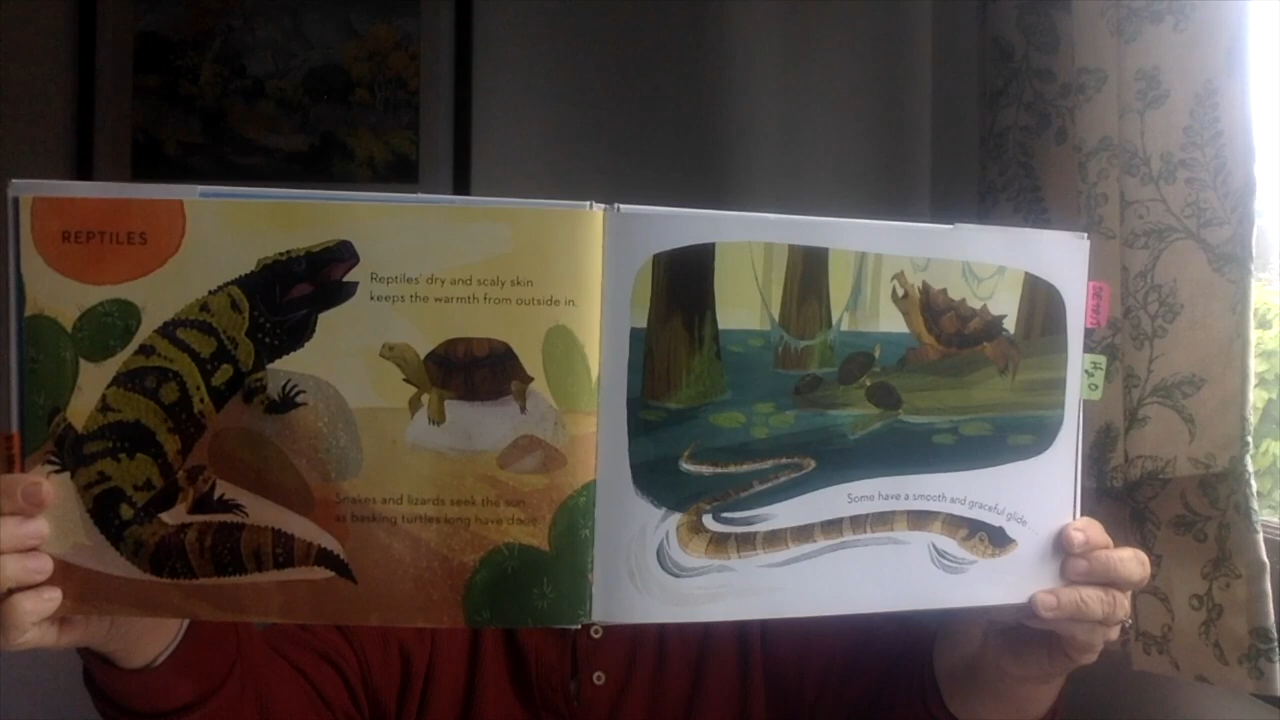 REPTILES
Reptiles' dry and scaly skin
keeps the warmth from outside in.
Snakes and lizards seek the sun
as basking turtles long have done.
Some have a smooth and graceful glide...
H₂O